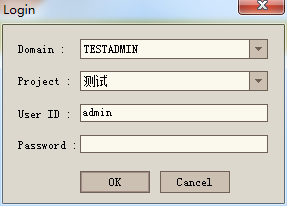 Login
Domain : TESTADMIN
Project : 测试
User ID : admin
Password :
OK Cancel